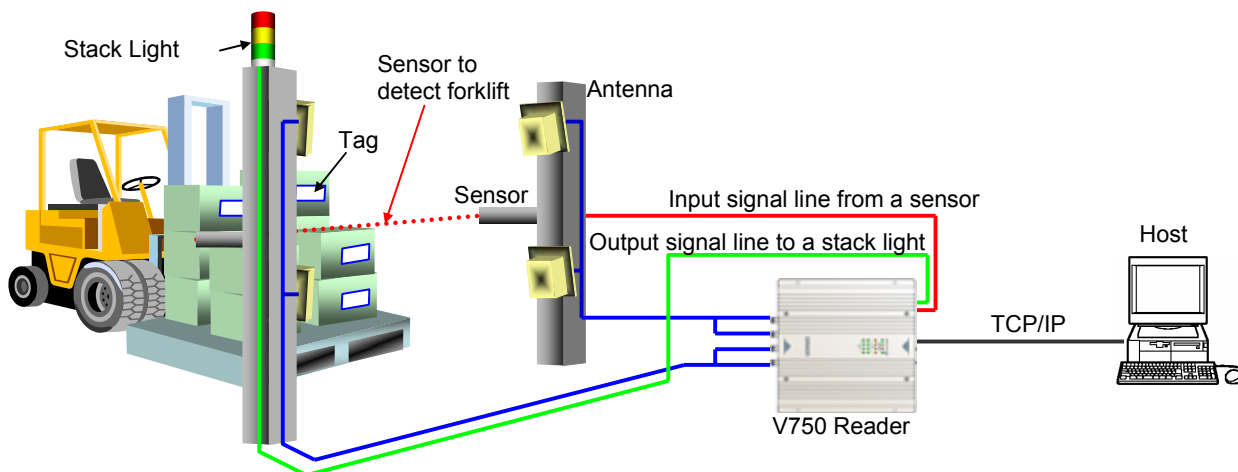 Stack Light
Sensor to
detect forklift
Antenna
Tag
Sensor
Input signal line from a sensor
Output signal line to a stack light
Host
TCP/IP
V750 Reader